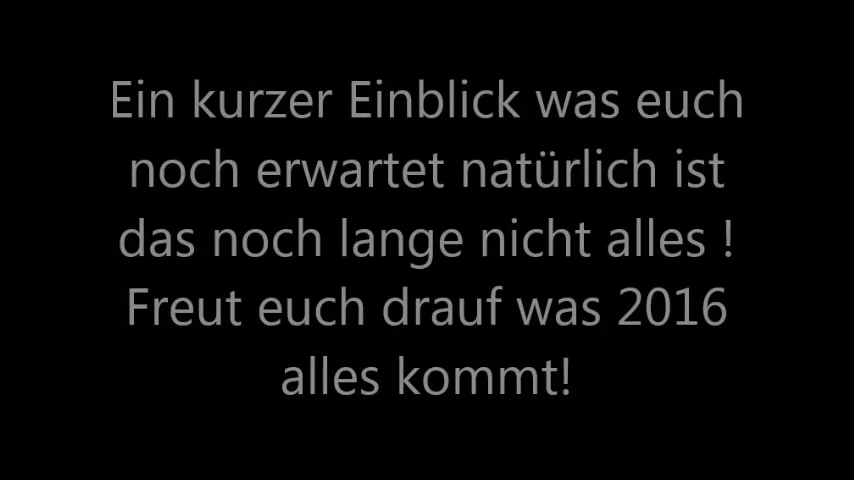 Ein kurzer Einblick was euch
noch erwartet natürlich ist
das noch lange nicht alles !
Freut euch drauf was 2016
alles kommt!